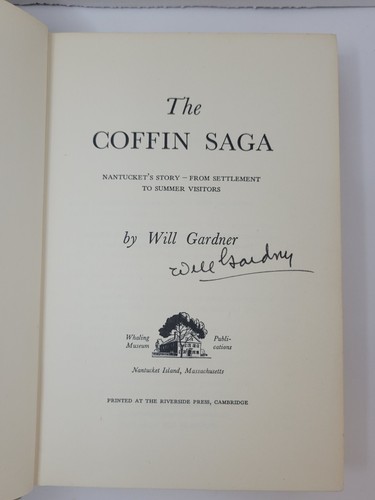 The
COFFIN SAGA
NANTUCKET'S STORY – FROM SETTLEMENT
TO SUMMER VISITORS
by Will Gardner
Will Gardner
Whaling Publi-
Museum cations
Nantucket Island, Massachusetts
PRINTED AT THE RIVERSIDE PRESS, CAMBRIDGE